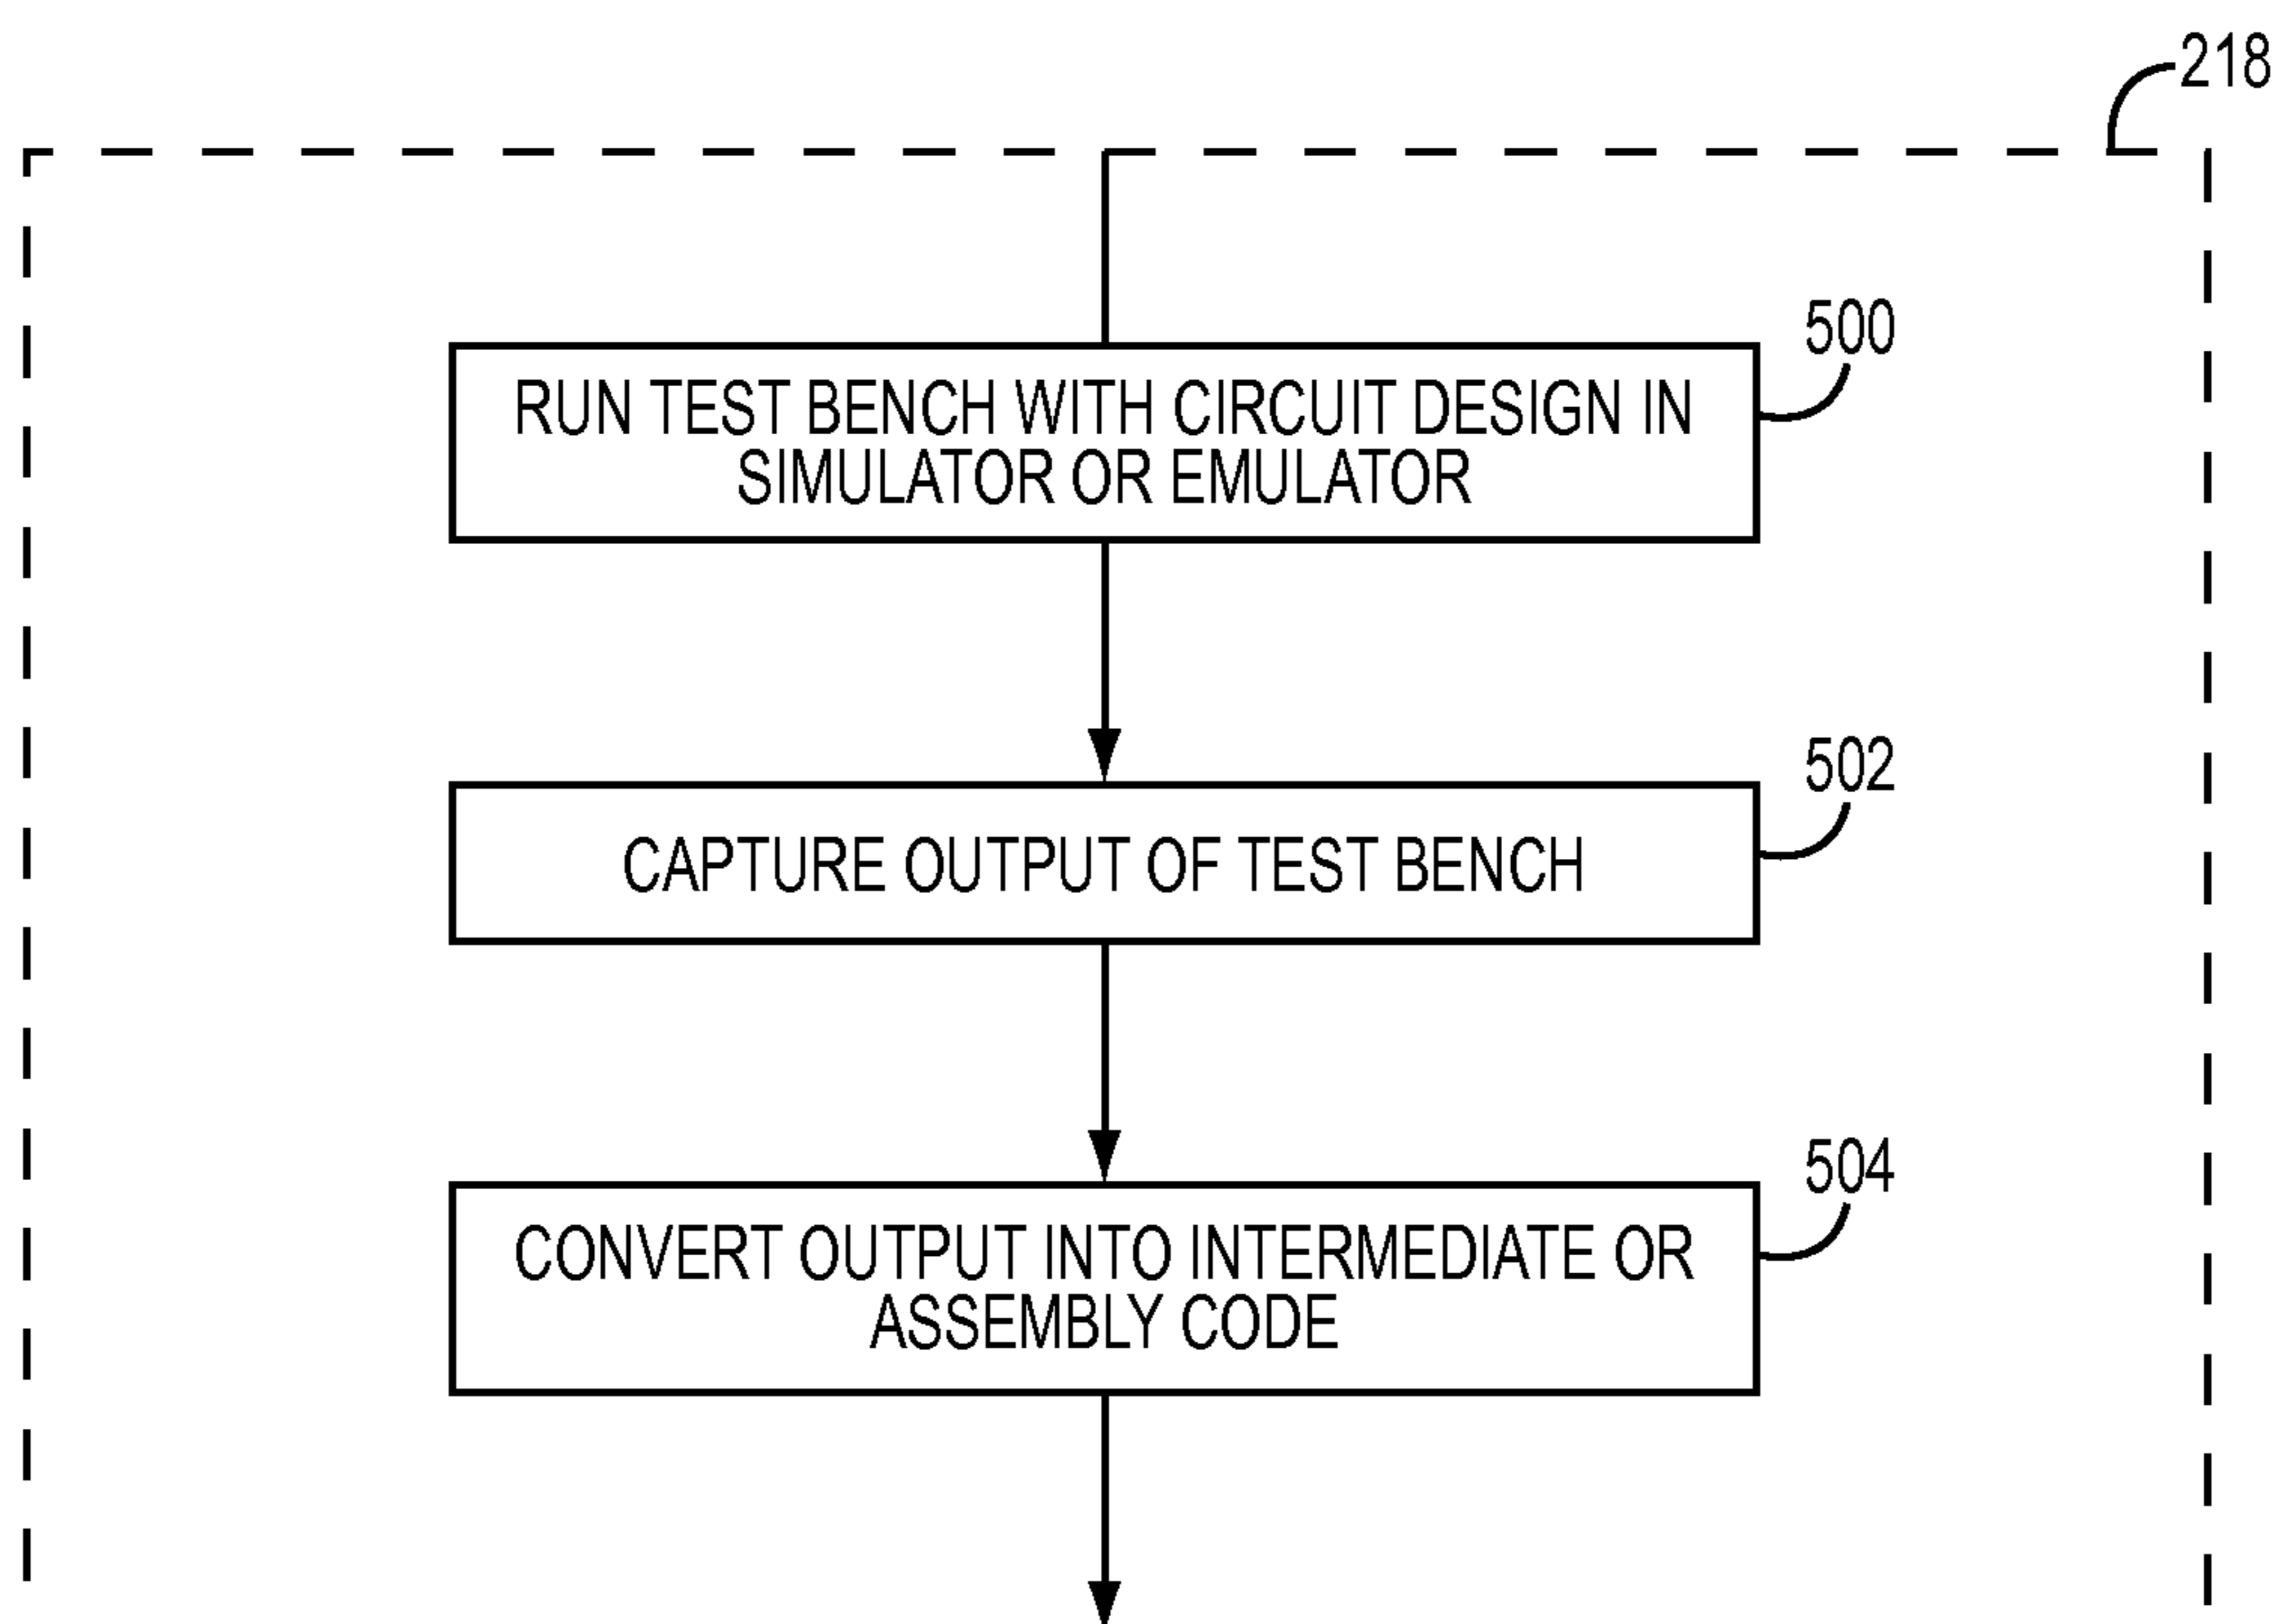 218
500
RUN TEST BENCH WITH CIRCUIT DESIGN IN
SIMULATOR OR EMULATOR
502
CAPTURE OUTPUT OF TEST BENCH
504
CONVERT OUTPUT INTO INTERMEDIATE OR
ASSEMBLY CODE